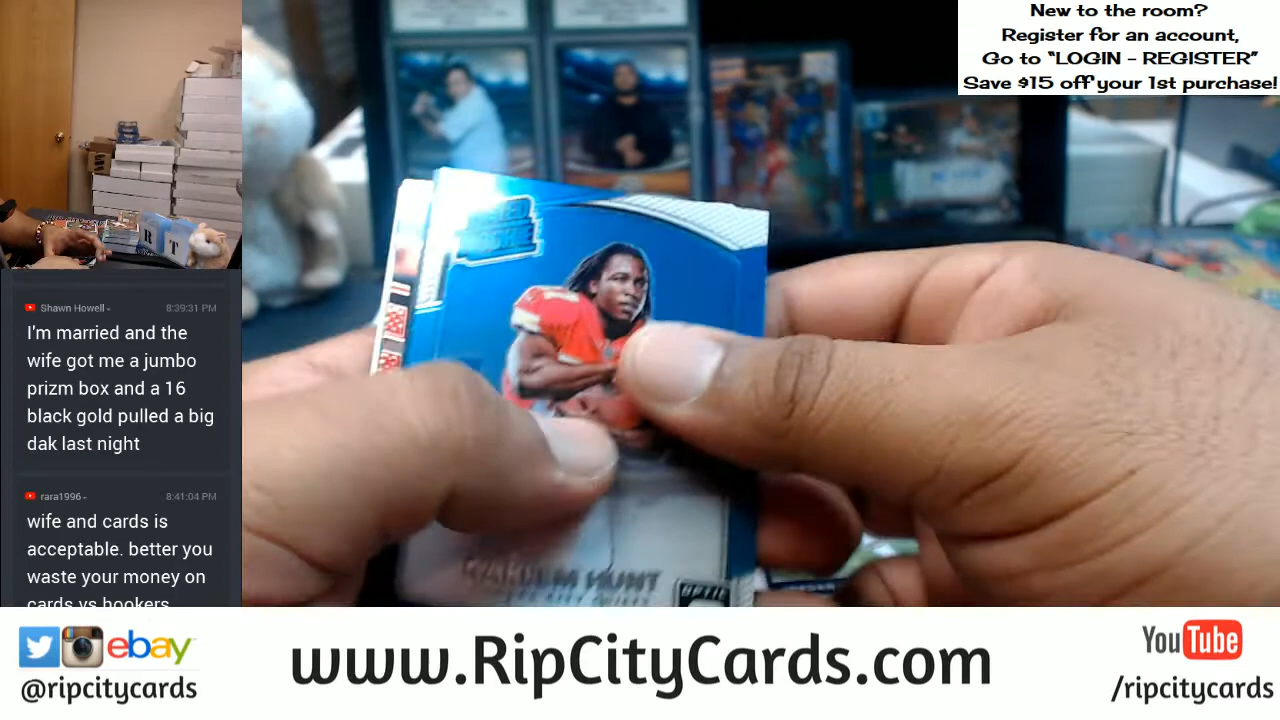 New to the room?
Register for an account,
Go to “LOGIN - REGISTER”
Save $15 off your 1st purchase!
Shawn Howell
8:39:31 PM
I'm married and the
wife got me a jumbo
prizm box and a 16
black gold pulled a big
dak last night
rara1996
8:41:04 PM
wife and cards is
acceptable. better you
waste your money on
cards vs hookers
R T
HUNT
OPTIC
ebay
@ripcitycards
www.RipCityCards.com
YouTube
/ripcitycards